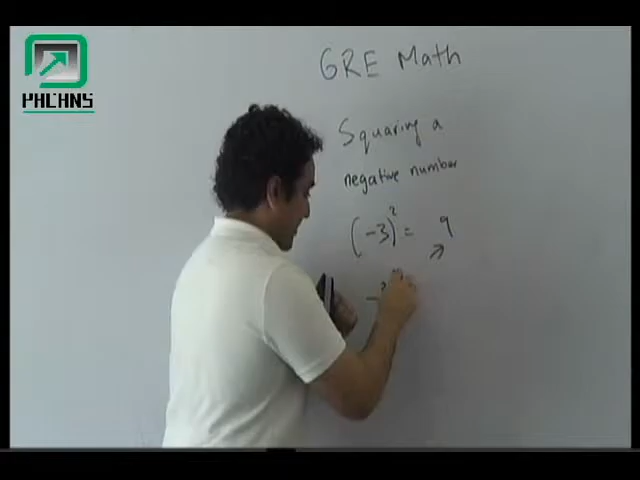 PHCHNS
GRE Math
Squaring a
negative number
(-3)² = 9